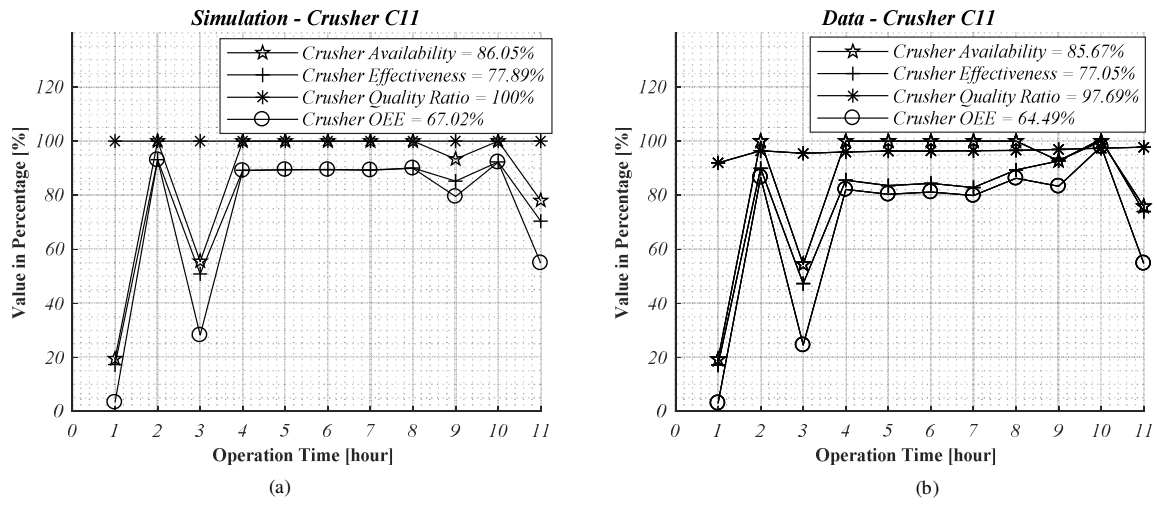 Simulation - Crusher C11
Crusher Availability = 86.05%
Crusher Effectiveness = 77.89%
Crusher Quality Ratio = 100%
Crusher OEE = 67.02%
Value in Percentage [%]
120
100
80
60
40
20
0
0 1 2 3 4 5 6 7 8 9 10 11
Operation Time [hour]
(a)
Data - Crusher C11
Crusher Availability = 85.67%
Crusher Effectiveness = 77.05%
Crusher Quality Ratio = 97.69%
Crusher OEE = 64.49%
Value in Percentage [%]
120
100
80
60
40
20
0
0 1 2 3 4 5 6 7 8 9 10 11
Operation Time [hour]
(b)